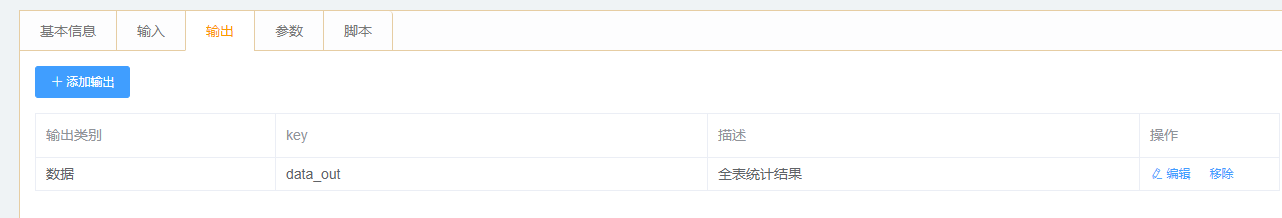 基本信息 输入 输出 参数 脚本
添加输出
输出类别 key 描述 操作
数据 data_out 全表统计结果 编辑 移除